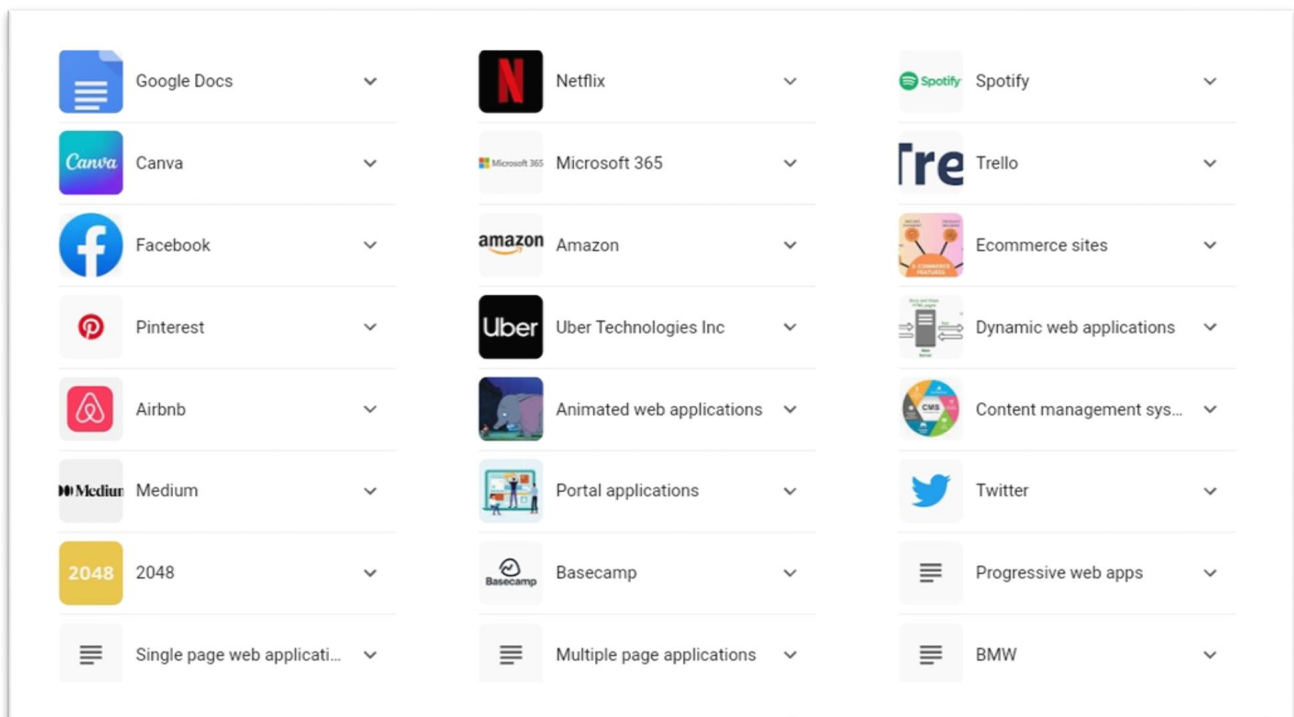 Google Docs
Netflix
Spotify
Spotify
Canva
Canva
Microsoft 365
Microsoft 365
Tre
Trello
Facebook
amazon
Amazon
E-COMMERCE
FEATURES
Ecommerce sites
Pinterest
Uber
Uber Technologies Inc
Dynamic web applications
Airbnb
Animated web applications
CMS
Content management sys...
Medium
Medium
Portal applications
Twitter
2048
2048
Basecamp
Basecamp
Progressive web apps
Single page web applicati...
Multiple page applications
BMW